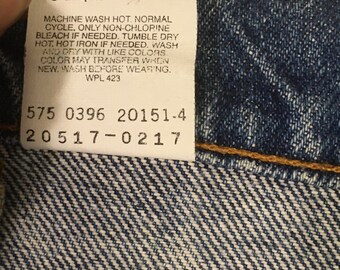 MACHINE WASH HOT. NORMAL
CYCLE, ONLY NON-CHLOPINE
BLEACH IF NEEDED. TUMBLE DRY
HOT. HOT IRON IF NEEDED. WASH
AND DRY WITH LIKE COLORS.
COLOR MAY TRANSFER WHEN
NEW. WASH BEFORE WEARING.
WPL 423
575 0396 20151-4
20517-0217